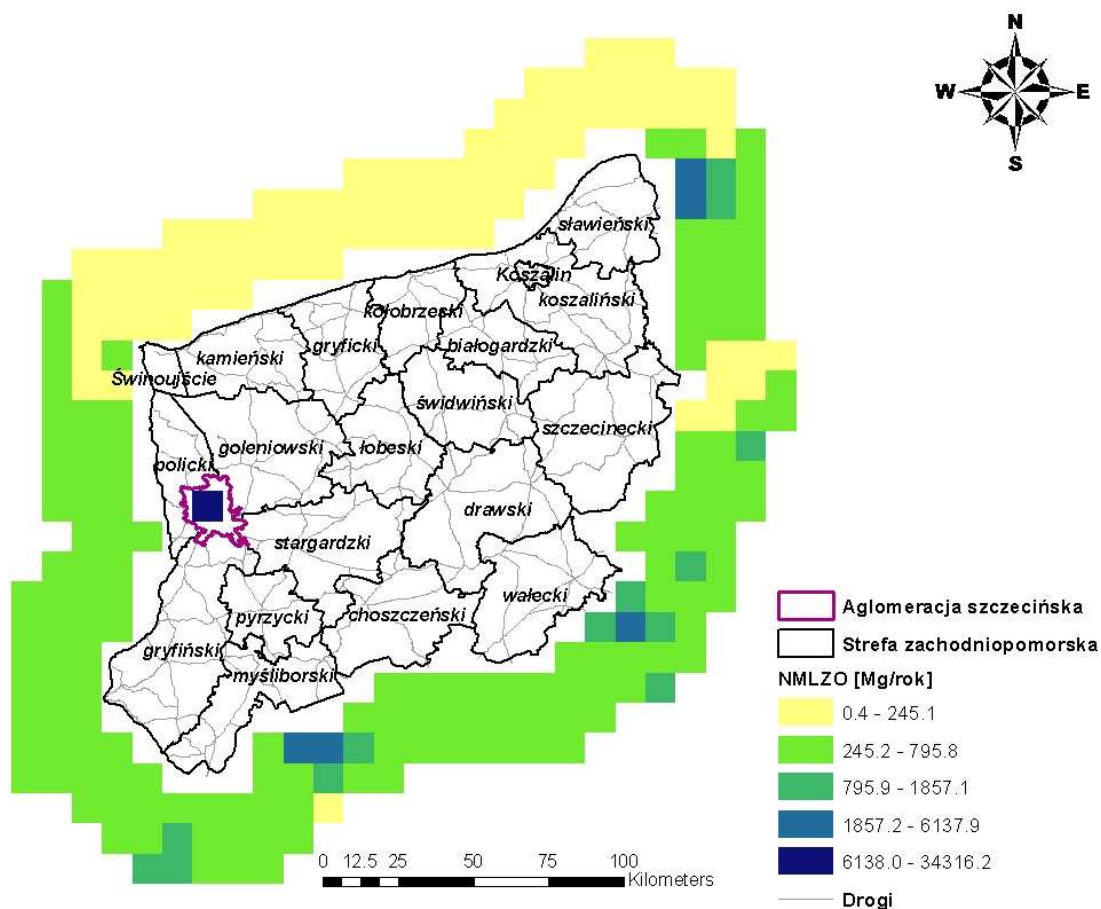 N
W E
S
sławieński
Koszalin
koszaliński
kołobrzeski
białogardzki
kamieński
gryficki
Świnoujście
świdwiński
szczecinecki
goleniowski
łobeski
policki
drawski
stargardzki
wałecki
choszczeński
pyrzycki
gryfiński
myśliborski
Aglomeracja szczecińska
Strefa zachodniopomorska
NMLZO [Mg/rok]
0.4 - 245.1
245.2 - 795.8
795.9 - 1857.1
1857.2 - 6137.9
6138.0 - 34316.2
Drogi
0 12.5 25 50 75 100
Kilometers